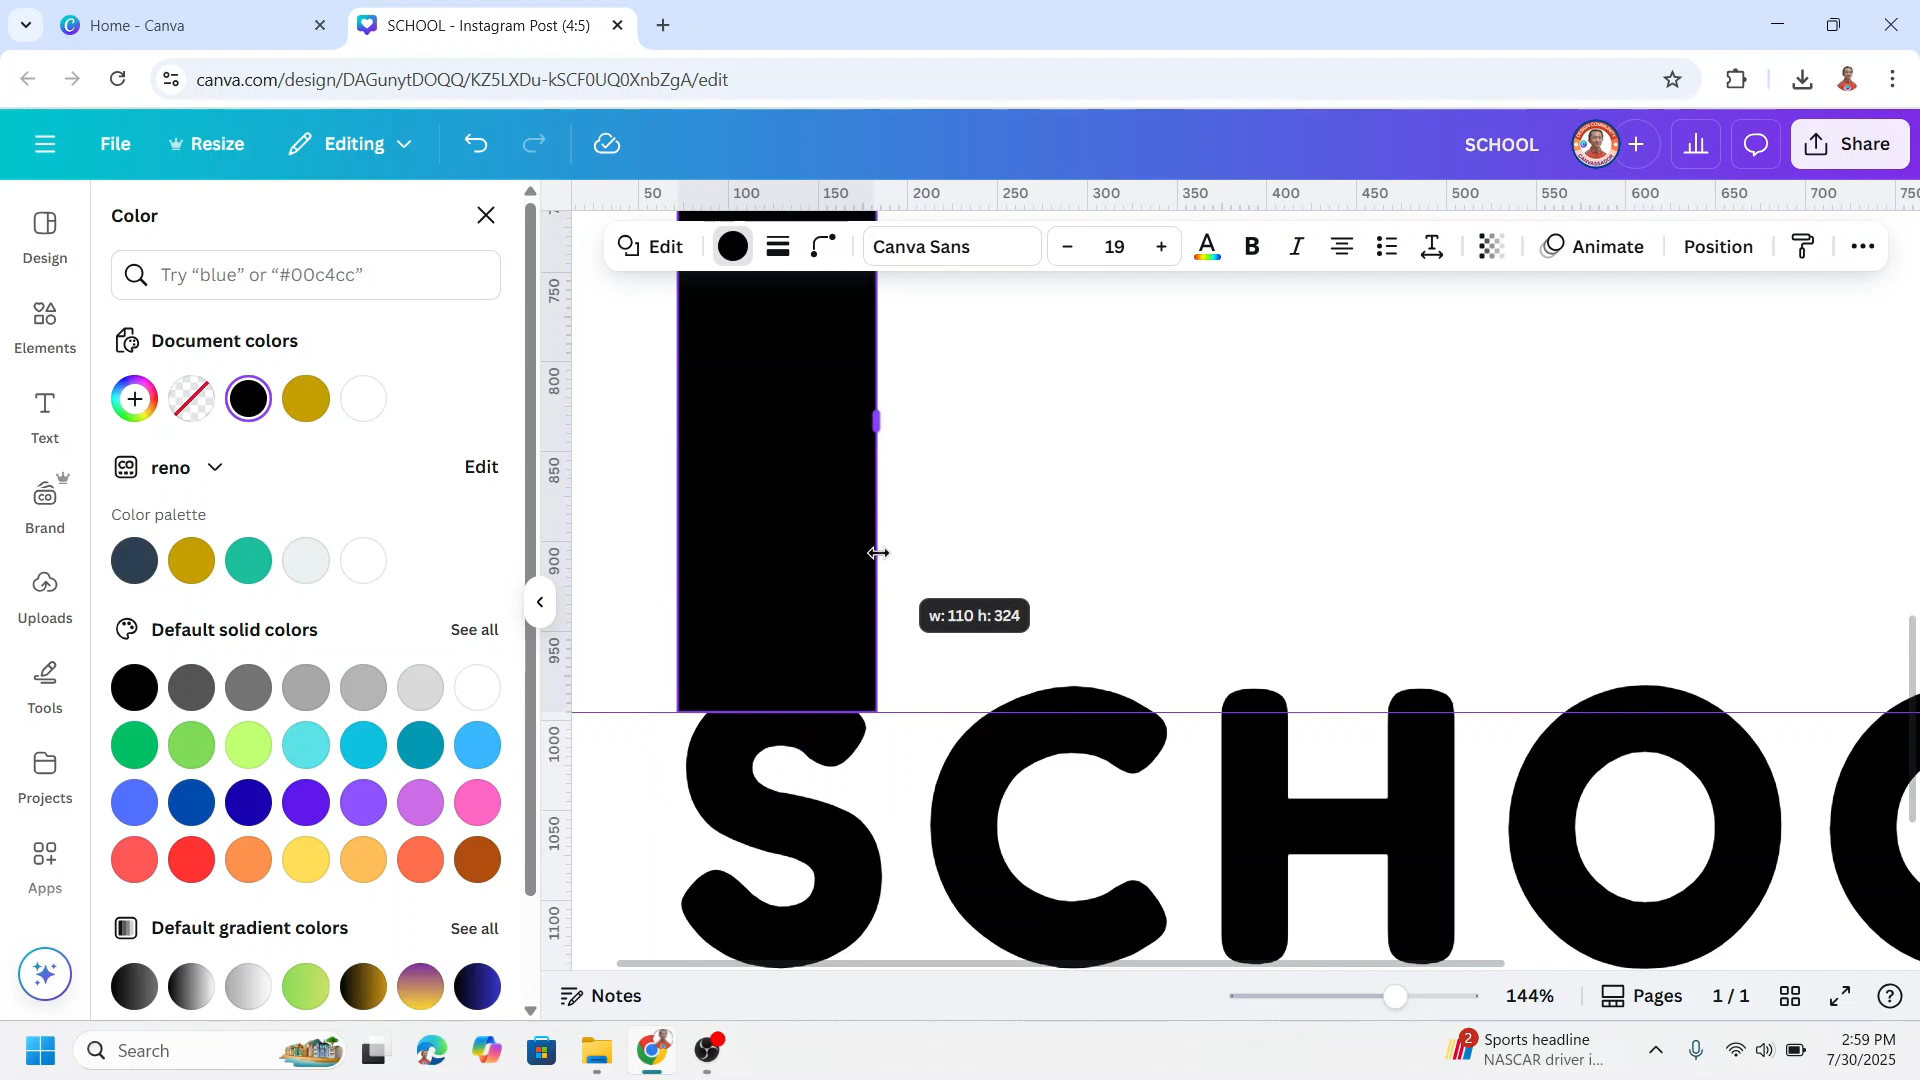 Home - Canva
SCHOOL - Instagram Post (4:5)
canva.com/design/DAGunytDOQQ/KZ5LXDu-kSCF0UQ0XnbZgA/edit
File
Resize
Editing
SCHOOL
Share
Design
Elements
Text
Brand
Uploads
Tools
Projects
Apps
Color
Try “blue” or “#00c4cc”
Document colors
reno
Edit
Color palette
Default solid colors
See all
Default gradient colors
See all
50 100 150 200 250 300 350 400 450 500 550 600 650 700
Edit
Canva Sans
– 19 +
A
B
I
Animate
Position
750
800
850
900
950
1000
1050
1100
w: 110 h: 324
SCHOO
Notes
144%
Pages
1 / 1
Search
2
Sports headline
NASCAR driver i...
2:59 PM
7/30/2025